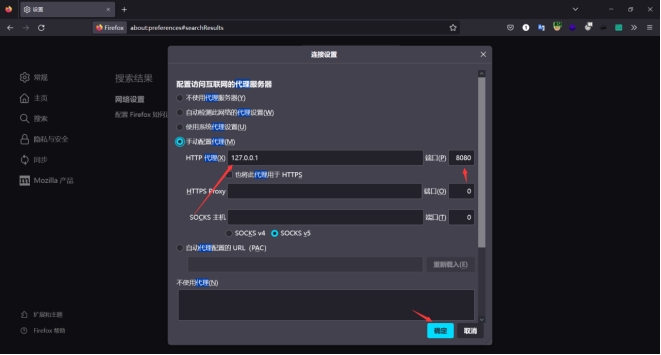 设置
Firefox
about:preferences#searchResults
常规
主页
搜索
隐私与安全
同步
Mozilla 产品
扩展和主题
Firefox 帮助
搜索结果
网络设置
配置 Firefox 如何
连接设置
配置访问互联网的代理服务器
不使用代理服务器(Y)
自动检测此网络的代理设置(W)
使用系统代理设置(U)
手动配置代理(M)
HTTP 代理(X) 127.0.0.1 端口(P) 8080
也将此代理用于 HTTPS
HTTPS Proxy 端口(O) 0
SOCKS 主机 端口(T) 0
SOCKS v4 SOCKS v5
自动代理配置的 URL（PAC）
重新载入(E)
不使用代理(N)
确定 取消